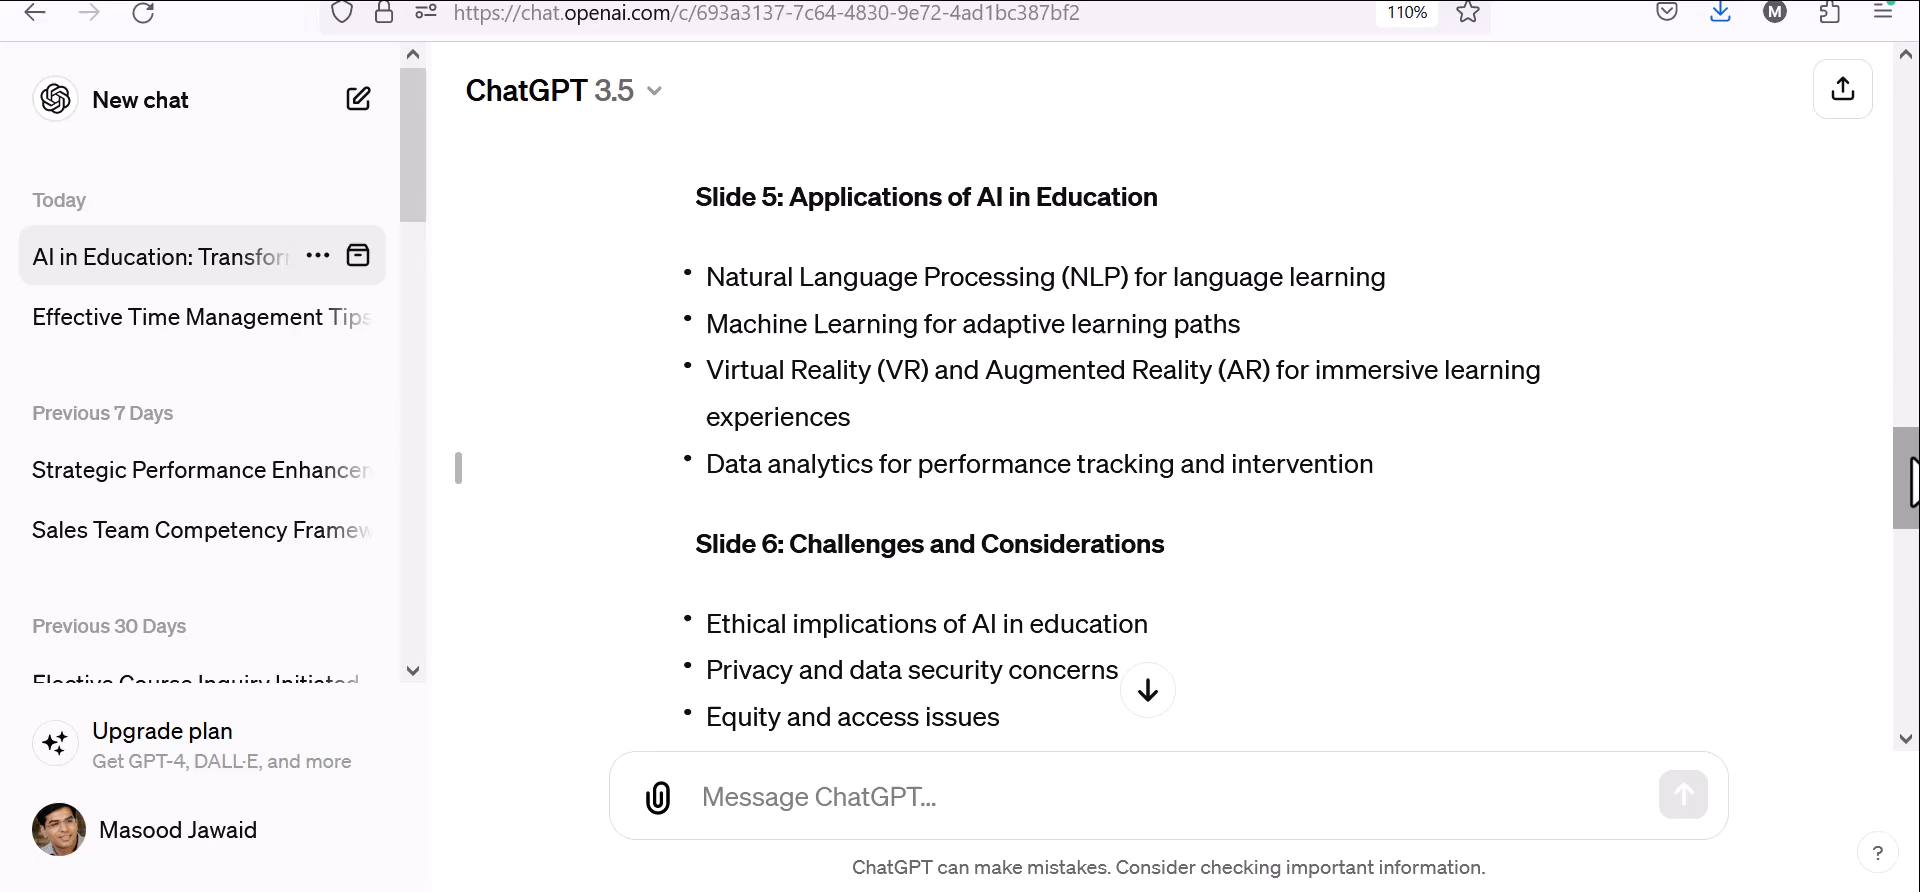 https://chat.openai.com/c/693a3137-7c64-4830-9e72-4ad1bc387bf2
110%
M
New chat
Today
AI in Education: Transfor
Effective Time Management Tips
Previous 7 Days
Strategic Performance Enhancem
Sales Team Competency Framew
Previous 30 Days
Elective Course Inquiry Initiated
Upgrade plan
Get GPT-4, DALL·E, and more
Masood Jawaid
ChatGPT 3.5
Slide 5: Applications of AI in Education
• Natural Language Processing (NLP) for language learning
• Machine Learning for adaptive learning paths
• Virtual Reality (VR) and Augmented Reality (AR) for immersive learning
experiences
• Data analytics for performance tracking and intervention
Slide 6: Challenges and Considerations
• Ethical implications of AI in education
• Privacy and data security concerns
• Equity and access issues
Message ChatGPT...
ChatGPT can make mistakes. Consider checking important information.
?